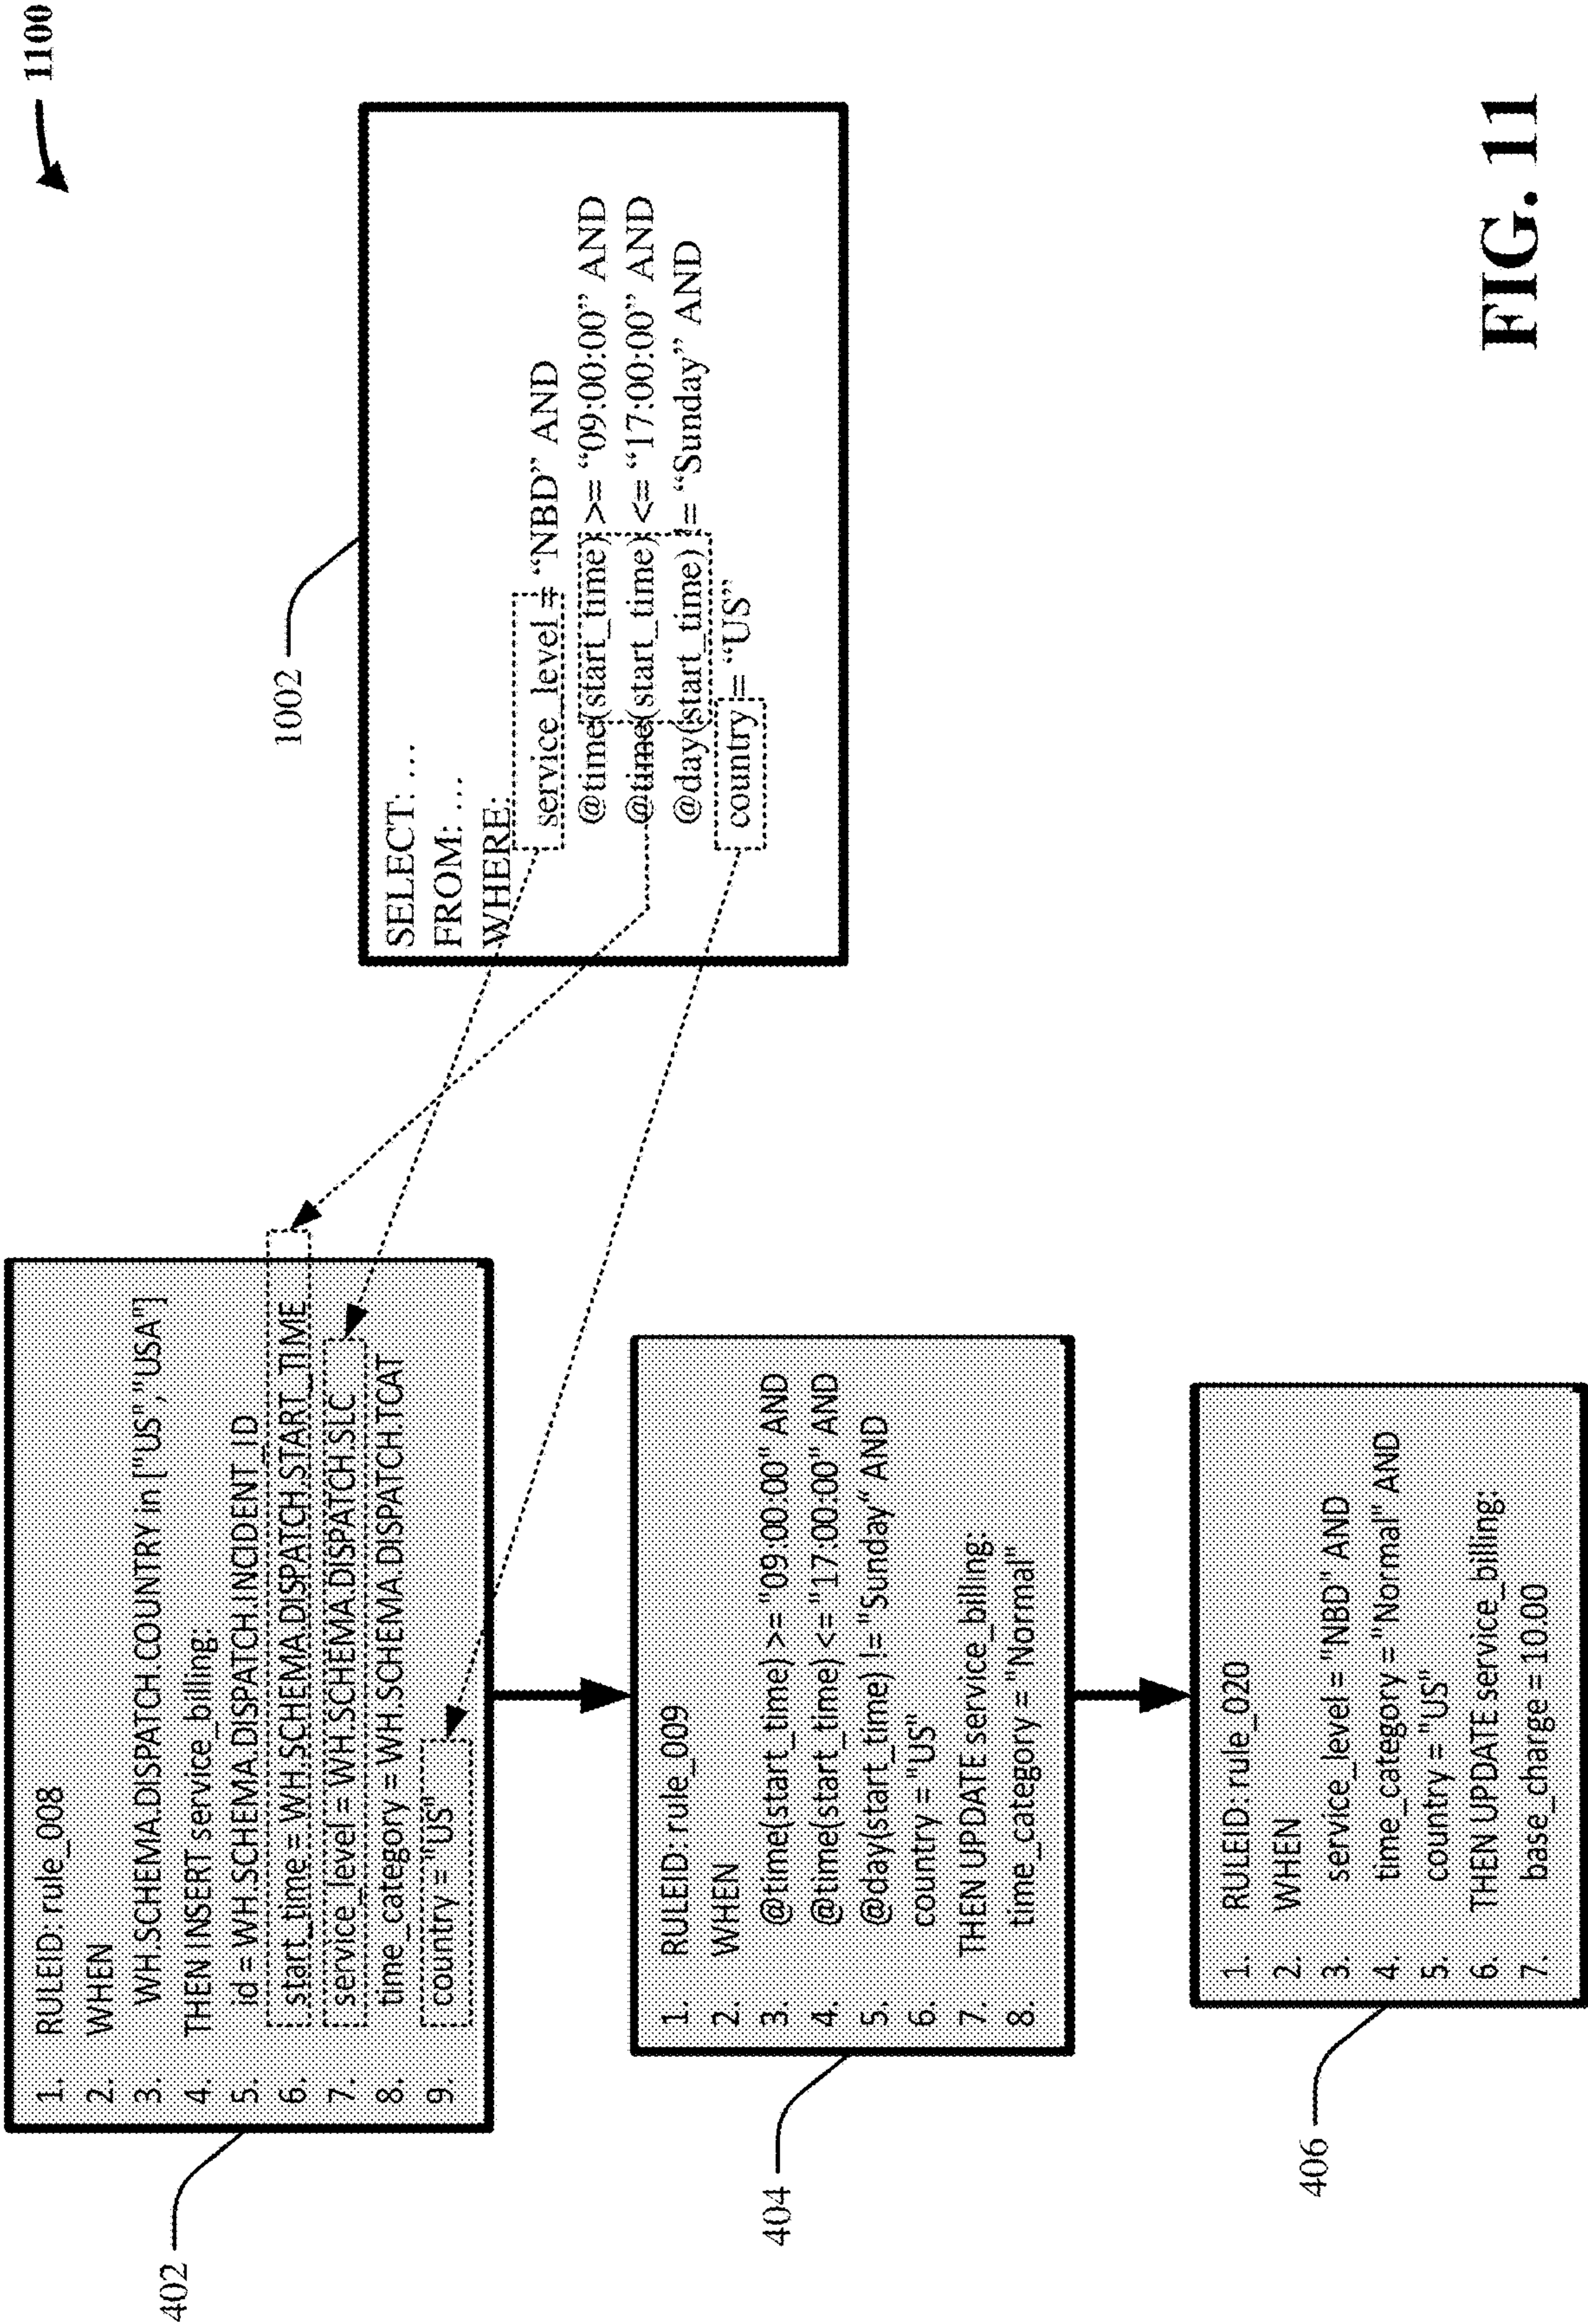 1100
402
1. RULEID: rule_008
2. WHEN
3. WH.SCHEMA.DISPATCH.COUNTRY in ["US","USA"]
4. THEN INSERT service_billing:
5. id = WH.SCHEMA.DISPATCH.INCIDENT_ID
6. start_time = WH.SCHEMA.DISPATCH.START_TIME
7. service_level = WH.SCHEMA.DISPATCH.SLC
8. time_category = WH.SCHEMA.DISPATCH.TCAT
9. country = "US"
1002
SELECT: …
FROM: …
WHERE:
service_level = “NBD” AND
@time(start_time) >= “09:00:00” AND
@time(start_time) <= “17:00:00” AND
@day(start_time) != “Sunday” AND
country = “US”
404
1. RULEID: rule_009
2. WHEN
3. @time(start_time) >= "09:00:00" AND
4. @time(start_time) <= "17:00:00" AND
5. @day(start_time) != "Sunday“ AND
6. country = "US"
7. THEN UPDATE service_billing:
8. time_category = "Normal"
406
1. RULEID: rule_020
2. WHEN
3. service_level = "NBD" AND
4. time_category = "Normal" AND
5. country = "US"
6. THEN UPDATE service_billing:
7. base_charge = 10.00
FIG. 11